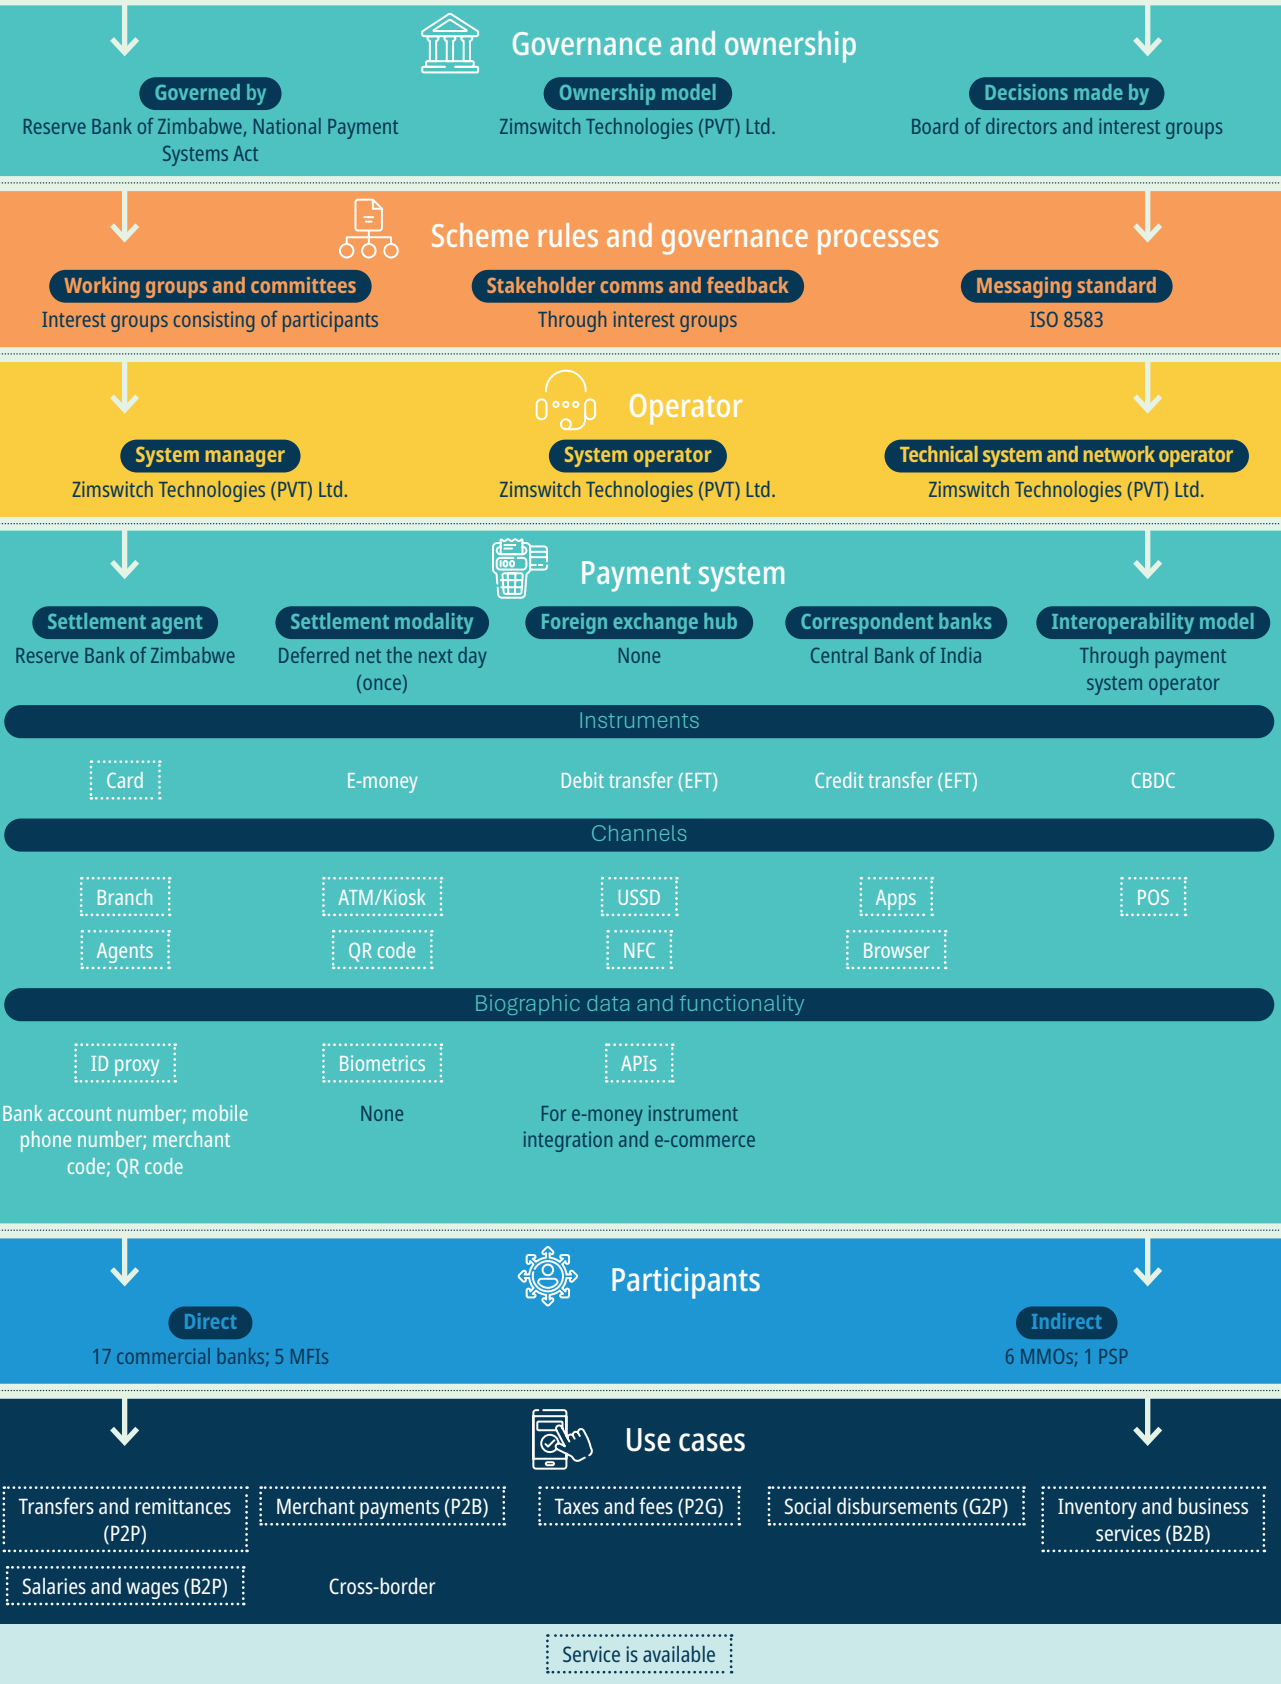 Governance and ownership
Governed by
Reserve Bank of Zimbabwe, National Payment
Systems Act
Ownership model
Zimswitch Technologies (PVT) Ltd.
Decisions made by
Board of directors and interest groups
Scheme rules and governance processes
Working groups and committees
Interest groups consisting of participants
Stakeholder comms and feedback
Through interest groups
Messaging standard
ISO 8583
Operator
System manager
Zimswitch Technologies (PVT) Ltd.
System operator
Zimswitch Technologies (PVT) Ltd.
Technical system and network operator
Zimswitch Technologies (PVT) Ltd.
100
Payment system
Settlement agent
Reserve Bank of Zimbabwe
Settlement modality
Deferred net the next day
(once)
Foreign exchange hub
None
Correspondent banks
Central Bank of India
Interoperability model
Through payment
system operator
Instruments
Card
E-money
Debit transfer (EFT)
Credit transfer (EFT)
CBDC
Channels
Branch
ATM/Kiosk
USSD
Apps
POS
Agents
QR code
NFC
Browser
Biographic data and functionality
ID proxy
Bank account number; mobile
phone number; merchant
code; QR code
Biometrics
None
APIs
For e-money instrument
integration and e-commerce
Participants
Direct
17 commercial banks; 5 MFIs
Indirect
6 MMOs; 1 PSP
Use cases
Transfers and remittances
(P2P)
Merchant payments (P2B)
Taxes and fees (P2G)
Social disbursements (G2P)
Inventory and business
services (B2B)
Salaries and wages (B2P)
Cross-border
Service is available